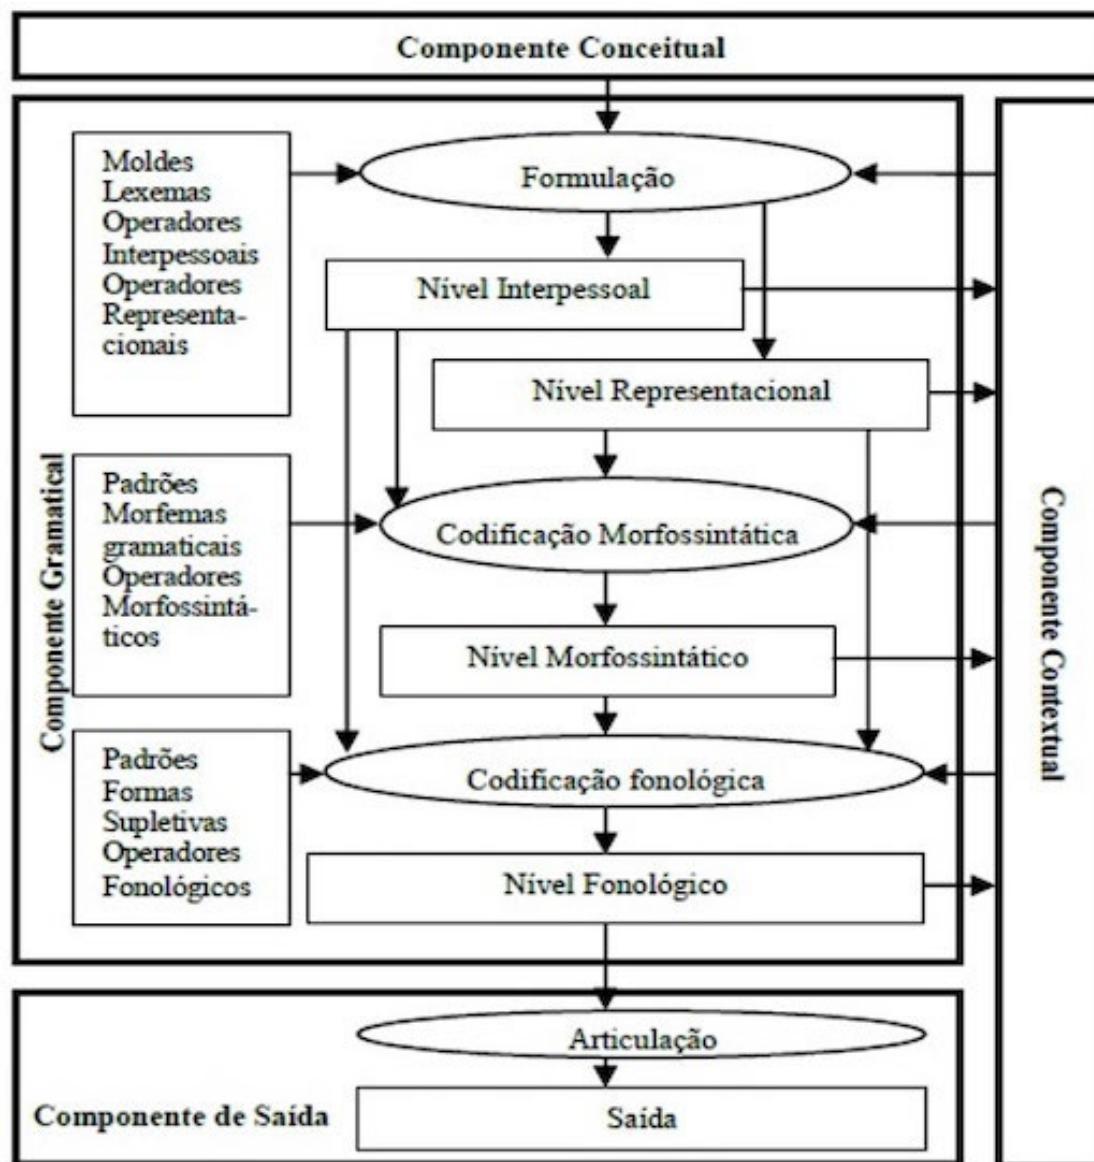 Componente Conceitual
Moldes
Lexemas
Operadores
Interpessoais
Operadores
Representa-
cionais
Formulação
Nível Interpessoal
Nível Representacional
Componente Gramatical
Padrões
Morfemas
gramaticais
Operadores
Morfossintá-
ticos
Codificação Morfossintática
Nível Morfossintático
Padrões
Formas
Supletivas
Operadores
Fonológicos
Codificação fonológica
Nível Fonológico
Componente Contextual
Articulação
Componente de Saída
Saída